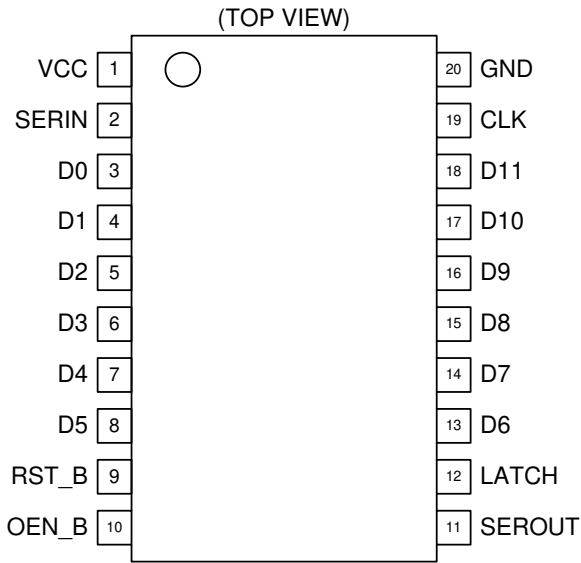 (TOP VIEW)
VCC 1 20 GND
SERIN 2 19 CLK
D0 3 18 D11
D1 4 17 D10
D2 5 16 D9
D3 6 15 D8
D4 7 14 D7
D5 8 13 D6
RST_B 9 12 LATCH
OEN_B 10 11 SEROUT